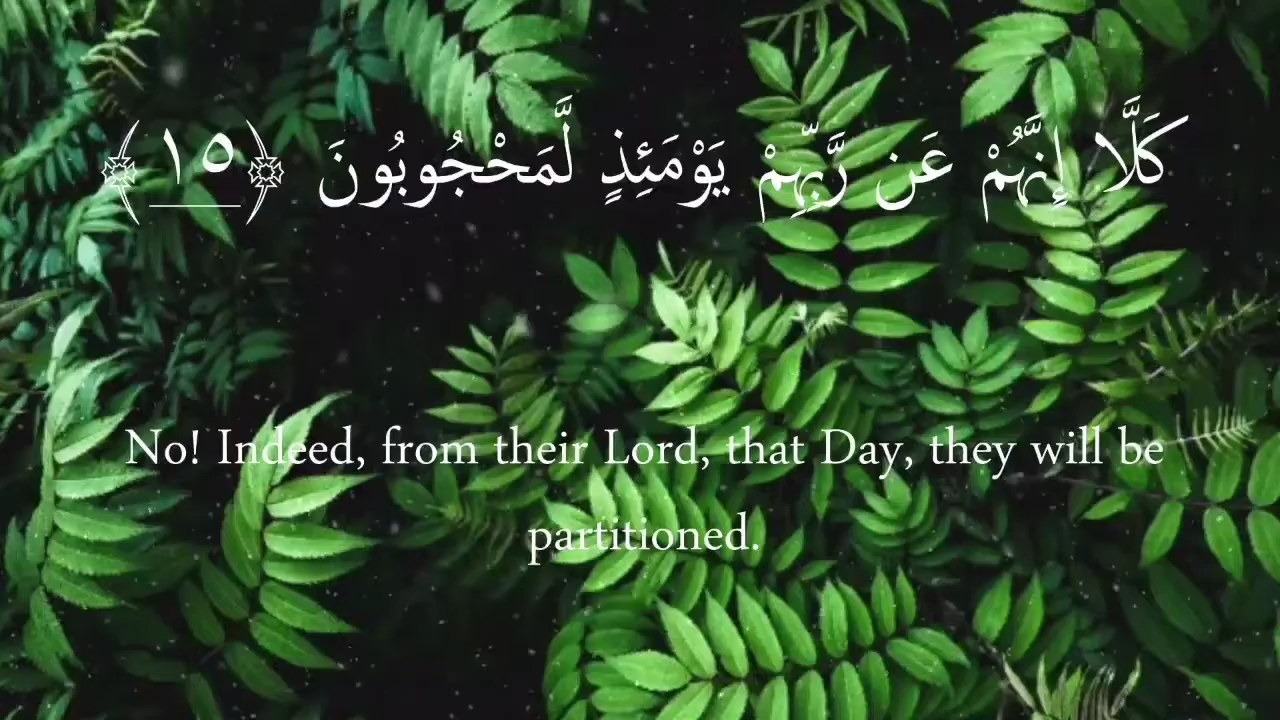 كَلَّا إِنَّهُمْ عَن رَّبِّهِمْ يَوْمَئِذٍ لَّمَحْجُوبُونَ ﴿١٥﴾
No! Indeed, from their Lord, that Day, they will be
partitioned.